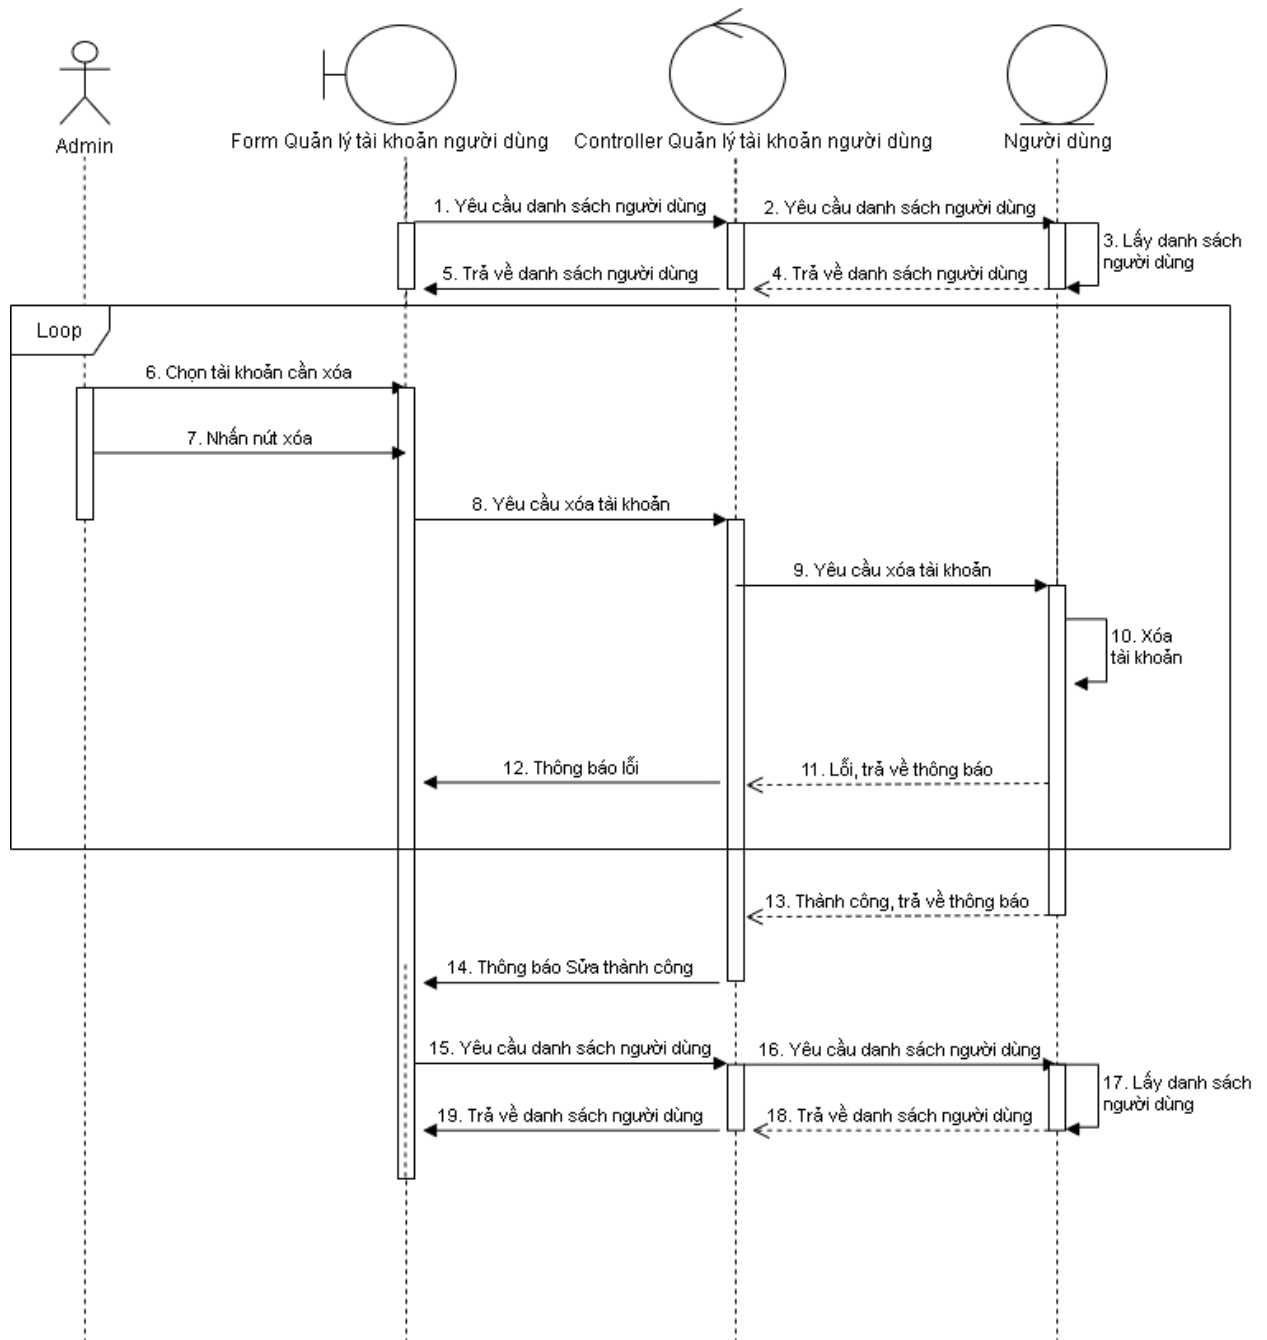 Admin
Form Quản lý tài khoản người dùng
Controller Quản lý tài khoản người dùng
Người dùng
1. Yêu cầu danh sách người dùng
2. Yêu cầu danh sách người dùng
3. Lấy danh sách
người dùng
5. Trả về danh sách người dùng
4. Trả về danh sách người dùng
Loop
6. Chọn tài khoản cần xóa
7. Nhấn nút xóa
8. Yêu cầu xóa tài khoản
9. Yêu cầu xóa tài khoản
10. Xóa
tài khoản
12. Thông báo lỗi
11. Lỗi, trả về thông báo
13. Thành công, trả về thông báo
14. Thông báo Sửa thành công
15. Yêu cầu danh sách người dùng
16. Yêu cầu danh sách người dùng
17. Lấy danh sách
người dùng
19. Trả về danh sách người dùng
18. Trả về danh sách người dùng